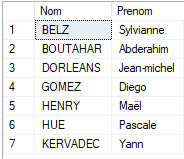 Nom Prenom
1 BELZ Sylvianne
2 BOUTAHAR Abderahim
3 DORLEANS Jean-michel
4 GOMEZ Diego
5 HENRY Maël
6 HUE Pascale
7 KERVADEC Yann